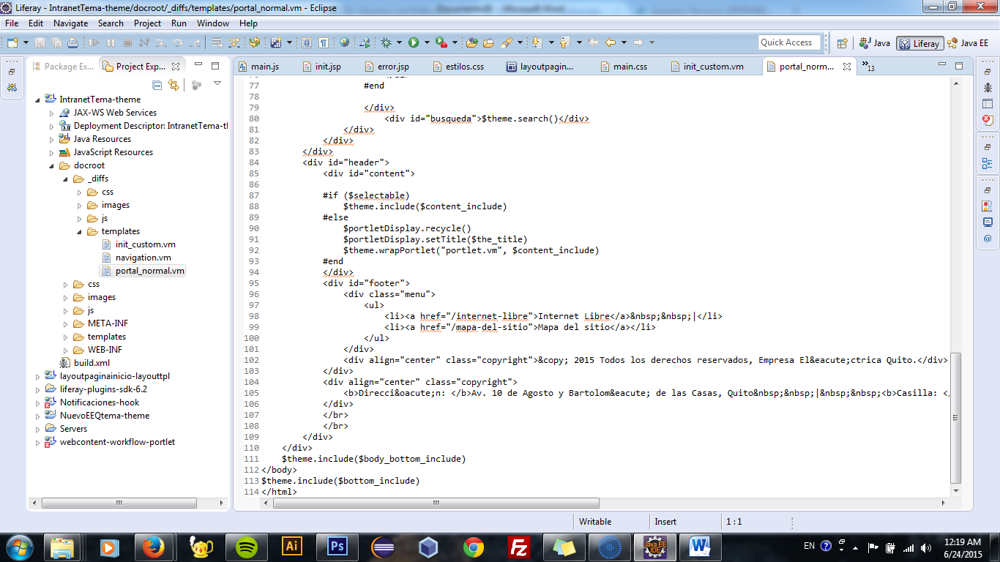 Liferay - IntranetTema-theme/docroot/_diffs/templates/portal_normal.vm - Eclipse
File Edit Navigate Search Project Run Window Help
Quick Access Java Liferay Java EE
Package Ex... Project Exp...
main.js init.jsp error.jsp estilos.css layoutpagin... main.css init_custom.vm portal_norm... »13
IntranetTema-theme
JAX-WS Web Services
Deployment Descriptor: IntranetTema-t
Java Resources
JavaScript Resources
docroot
_diffs
css
images
js
templates
init_custom.vm
navigation.vm
portal_normal.vm
css
images
js
META-INF
templates
WEB-INF
build.xml
layoutpaginainicio-layouttpl
liferay-plugins-sdk-6.2
Notificaciones-hook
NuevoEEQtema-theme
Servers
webcontent-workflow-portlet
77 #end
78
79 </div>
80 <div id="busqueda">$theme.search()</div>
81 </div>
82 </div>
83 </div>
84 <div id="header">
85 <div id="content">
86
87 #if ($selectable)
88 $theme.include($content_include)
89 #else
90 $portletDisplay.recycle()
91 $portletDisplay.setTitle($the_title)
92 $theme.wrapPortlet("portlet.vm", $content_include)
93 #end
94 </div>
95 <div id="footer">
96 <div class="menu">
97 <ul>
98 <li><a href="/internet-libre">Internet Libre</a>&nbsp;&nbsp;|</li>
99 <li><a href="/mapa-del-sitio">Mapa del sitio</a></li>
100 </ul>
101 </div>
102 <div align="center" class="copyright">&copy; 2015 Todos los derechos reservados, Empresa El&eacute;ctrica Quito.</div>
103 </div>
104 <div align="center" class="copyright">
105 <b>Direcci&oacute;n: </b>Av. 10 de Agosto y Bartolom&eacute; de las Casas, Quito&nbsp;&nbsp;|&nbsp;&nbsp;<b>Casilla: </
106 </div>
107 </br>
108 </br>
109 </div>
110 </div>
111 $theme.include($body_bottom_include)
112 </body>
113 $theme.include($bottom_include)
114 </html>
Writable Insert 1 : 1
EN 12:19 AM
6/24/2015